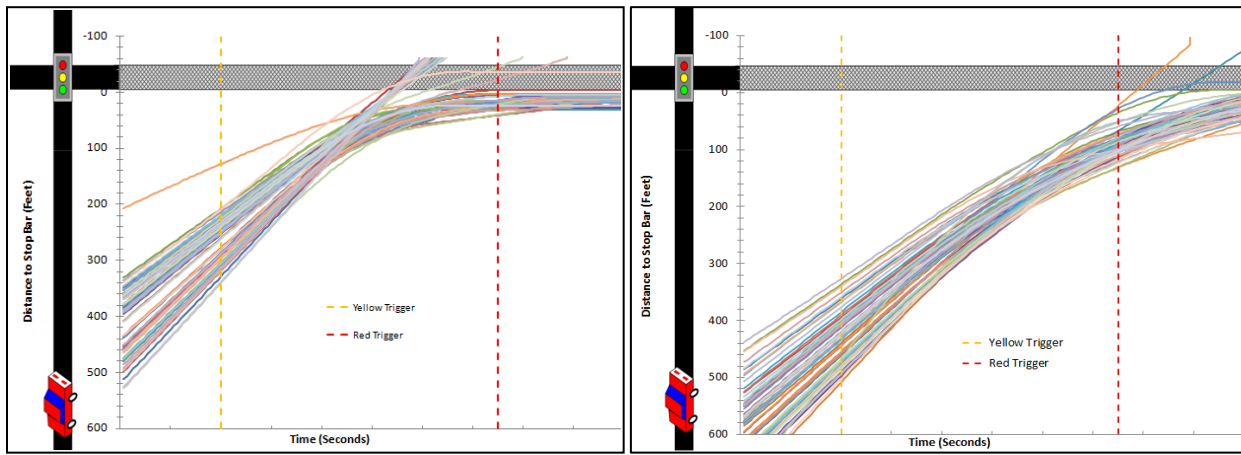 -100
0
100
200
300
400
500
600
Distance to Stop Bar (Feet)
Yellow Trigger
Red Trigger
Time (Seconds)
-100
0
100
200
300
400
500
600
Distance to Stop Bar (Feet)
Yellow Trigger
Red Trigger
Time (Seconds)